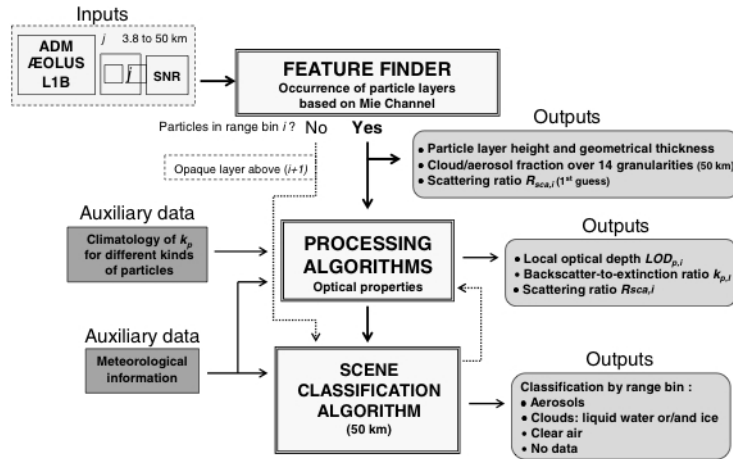 Inputs
ADM
ÆOLUS
L1B
j 3.8 to 50 km
j
SNR
FEATURE FINDER
Occurrence of particle layers
based on Mie Channel
Particles in range bin i ? No Yes
Opaque layer above (i+1)
Outputs
• Particle layer height and geometrical thickness
• Cloud/aerosol fraction over 14 granularities (50 km)
• Scattering ratio Rsca,i (1st guess)
Auxiliary data
Climatology of kp
for different kinds
of particles
PROCESSING
ALGORITHMS
Optical properties
Outputs
• Local optical depth LODp,i
• Backscatter-to-extinction ratio kp,i
• Scattering ratio Rsca,i
Auxiliary data
Meteorological
information
SCENE
CLASSIFICATION
ALGORITHM
(50 km)
Outputs
Classification by range bin :
• Aerosols
• Clouds: liquid water or/and ice
• Clear air
• No data